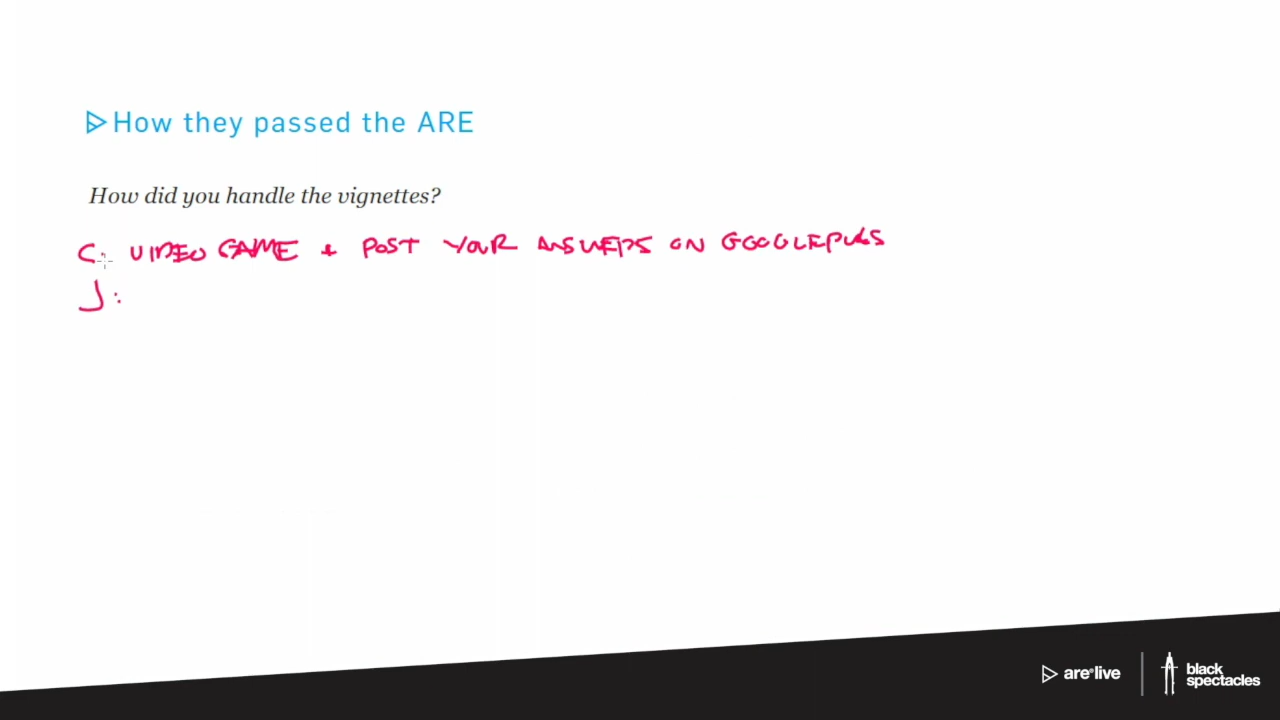 How they passed the ARE
How did you handle the vignettes?
C: VIDEO GAME + POST YOUR ANSWERS ON GOOGLEPLUS
J:
are live
black
spectacles